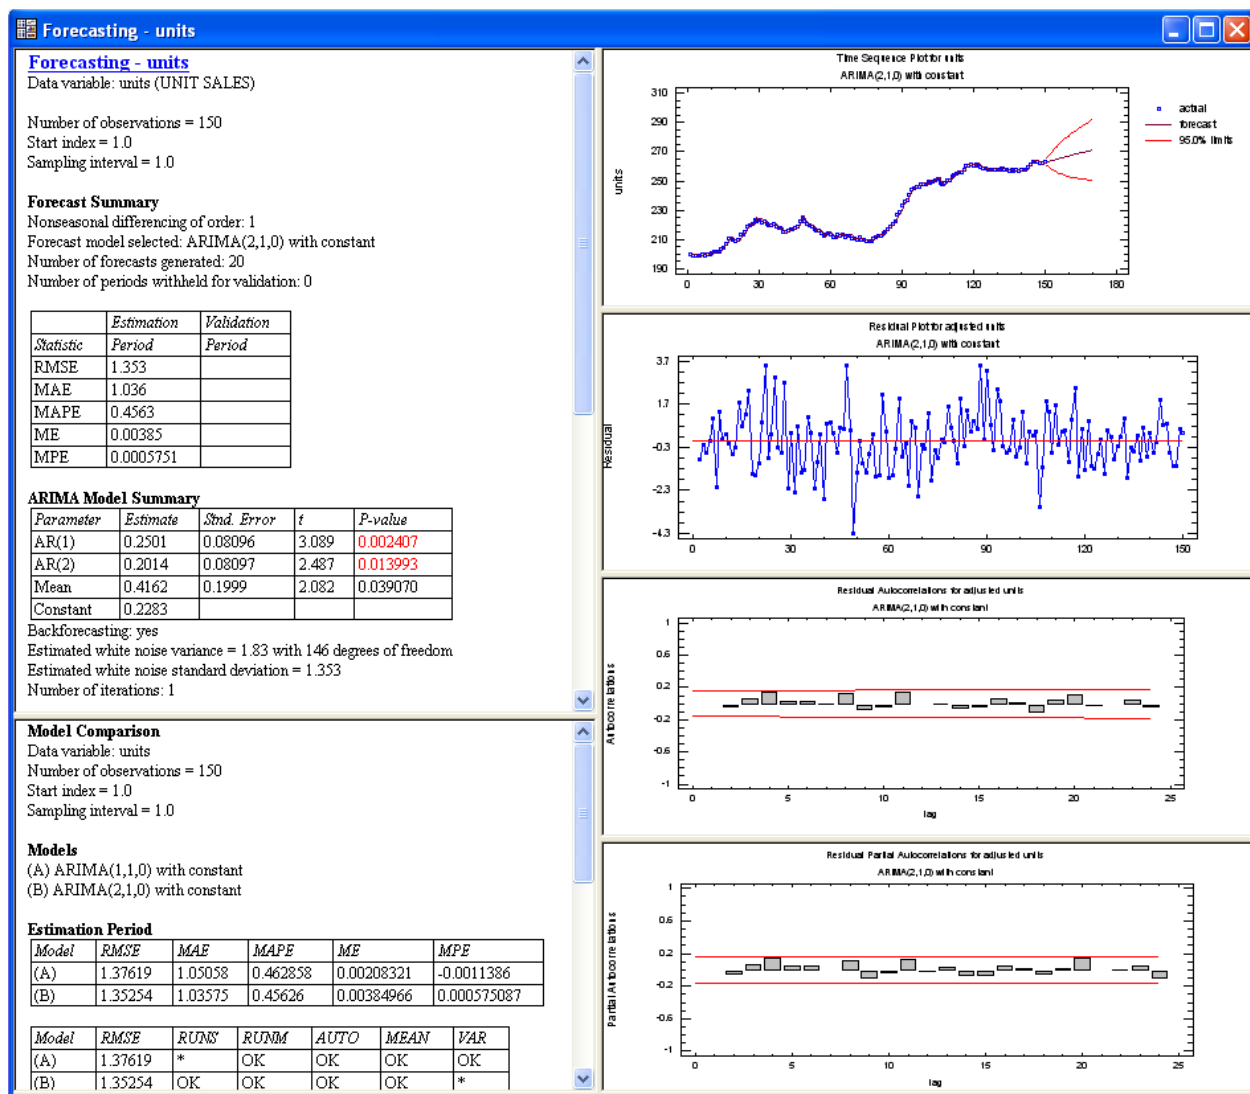 Forecasting - units
Forecasting - units
Data variable: units (UNIT SALES)
Number of observations = 150
Start index = 1.0
Sampling interval = 1.0
Forecast Summary
Nonseasonal differencing of order: 1
Forecast model selected: ARIMA(2,1,0) with constant
Number of forecasts generated: 20
Number of periods withheld for validation: 0
Estimation Validation
Statistic Period Period
RMSE 1.353
MAE 1.036
MAPE 0.4563
ME 0.00385
MPE 0.0005751
ARIMA Model Summary
Parameter Estimate Stnd. Error t P-value
AR(1) 0.2501 0.08096 3.089 0.002407
AR(2) 0.2014 0.08097 2.487 0.013993
Mean 0.4162 0.1999 2.082 0.039070
Constant 0.2283
Backforecasting: yes
Estimated white noise variance = 1.83 with 146 degrees of freedom
Estimated white noise standard deviation = 1.353
Number of iterations: 1
Model Comparison
Data variable: units
Number of observations = 150
Start index = 1.0
Sampling interval = 1.0
Models
(A) ARIMA(1,1,0) with constant
(B) ARIMA(2,1,0) with constant
Estimation Period
Model RMSE MAE MAPE ME MPE
(A) 1.37619 1.05058 0.462858 0.00208321 -0.0011386
(B) 1.35254 1.03575 0.45626 0.00384966 0.000575087
Model RMSE RUNS RUNM AUTO MEAN VAR
(A) 1.37619 * OK OK OK OK
(B) 1.35254 OK OK OK OK *
Time Sequence Plot for units
ARIMA(2,1,0) with constant
310
290
270
250
230
210
190
units
0 30 60 90 120 150 180
actual
forecast
95.0% limits
Residual Plot for adjusted units
ARIMA(2,1,0) with constant
3.7
1.7
-0.3
-2.3
-4.3
Residual
0 30 60 90 120 150
Residual Autocorrelations for adjusted units
ARIMA(2,1,0) with constant
1
0.6
0.2
-0.2
-0.6
-1
Autocorrelations
0 5 10 15 20 25
lag
Residual Partial Autocorrelations for adjusted units
ARIMA(2,1,0) with constant
1
0.6
0.2
-0.2
-0.6
-1
Partial Autocorrelations
0 5 10 15 20 25
lag